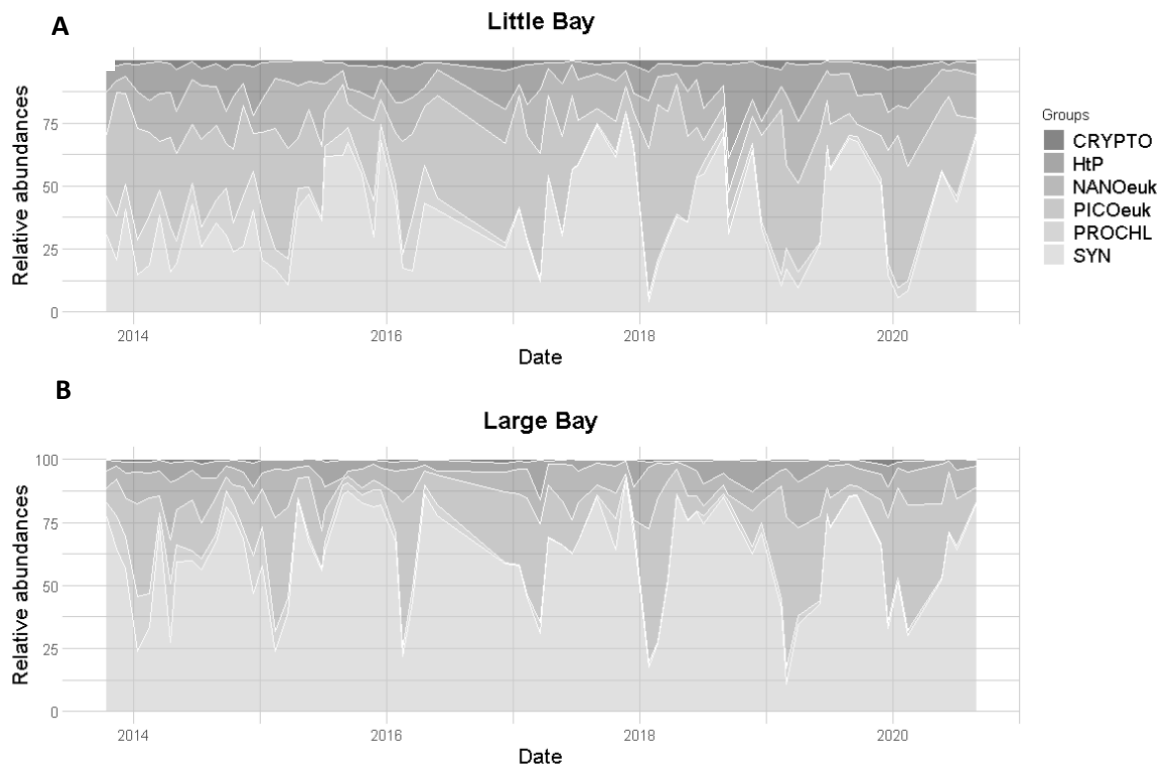 A
Little Bay
75
50
25
0
Relative abundances
2014
2016
2018
2020
Date
Groups
CRYPTO
HtP
NANOeuk
PICOeuk
PROCHL
SYN
B
Large Bay
100
75
50
25
0
Relative abundances
2014
2016
2018
2020
Date